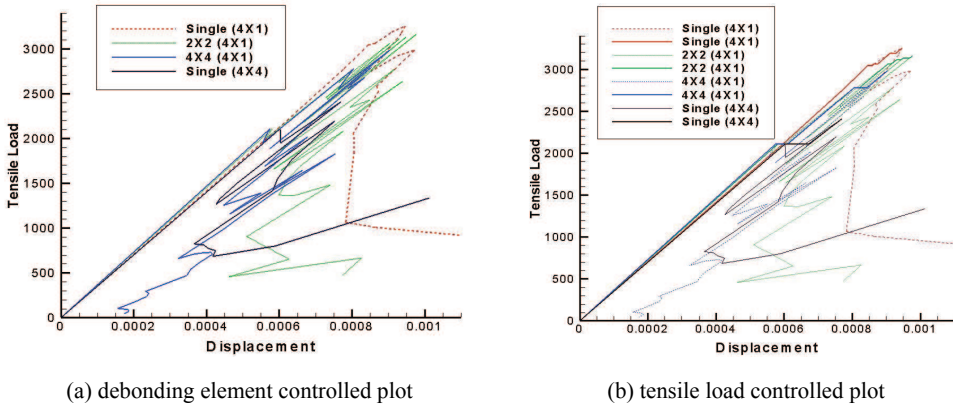 Single (4X1)
2X2 (4X1)
4X4 (4X1)
Single (4X4)
Tensile Load
3000
2500
2000
1500
1000
500
0
0
0.0002
0.0004
0.0006
0.0008
0.001
Displacement
(a) debonding element controlled plot
Single (4X1)
Single (4X1)
2X2 (4X1)
2X2 (4X1)
4X4 (4X1)
4X4 (4X1)
Single (4X4)
Single (4X4)
Tensile Load
3000
2500
2000
1500
1000
500
0
0
0.0002
0.0004
0.0006
0.0008
0.001
Displacement
(b) tensile load controlled plot